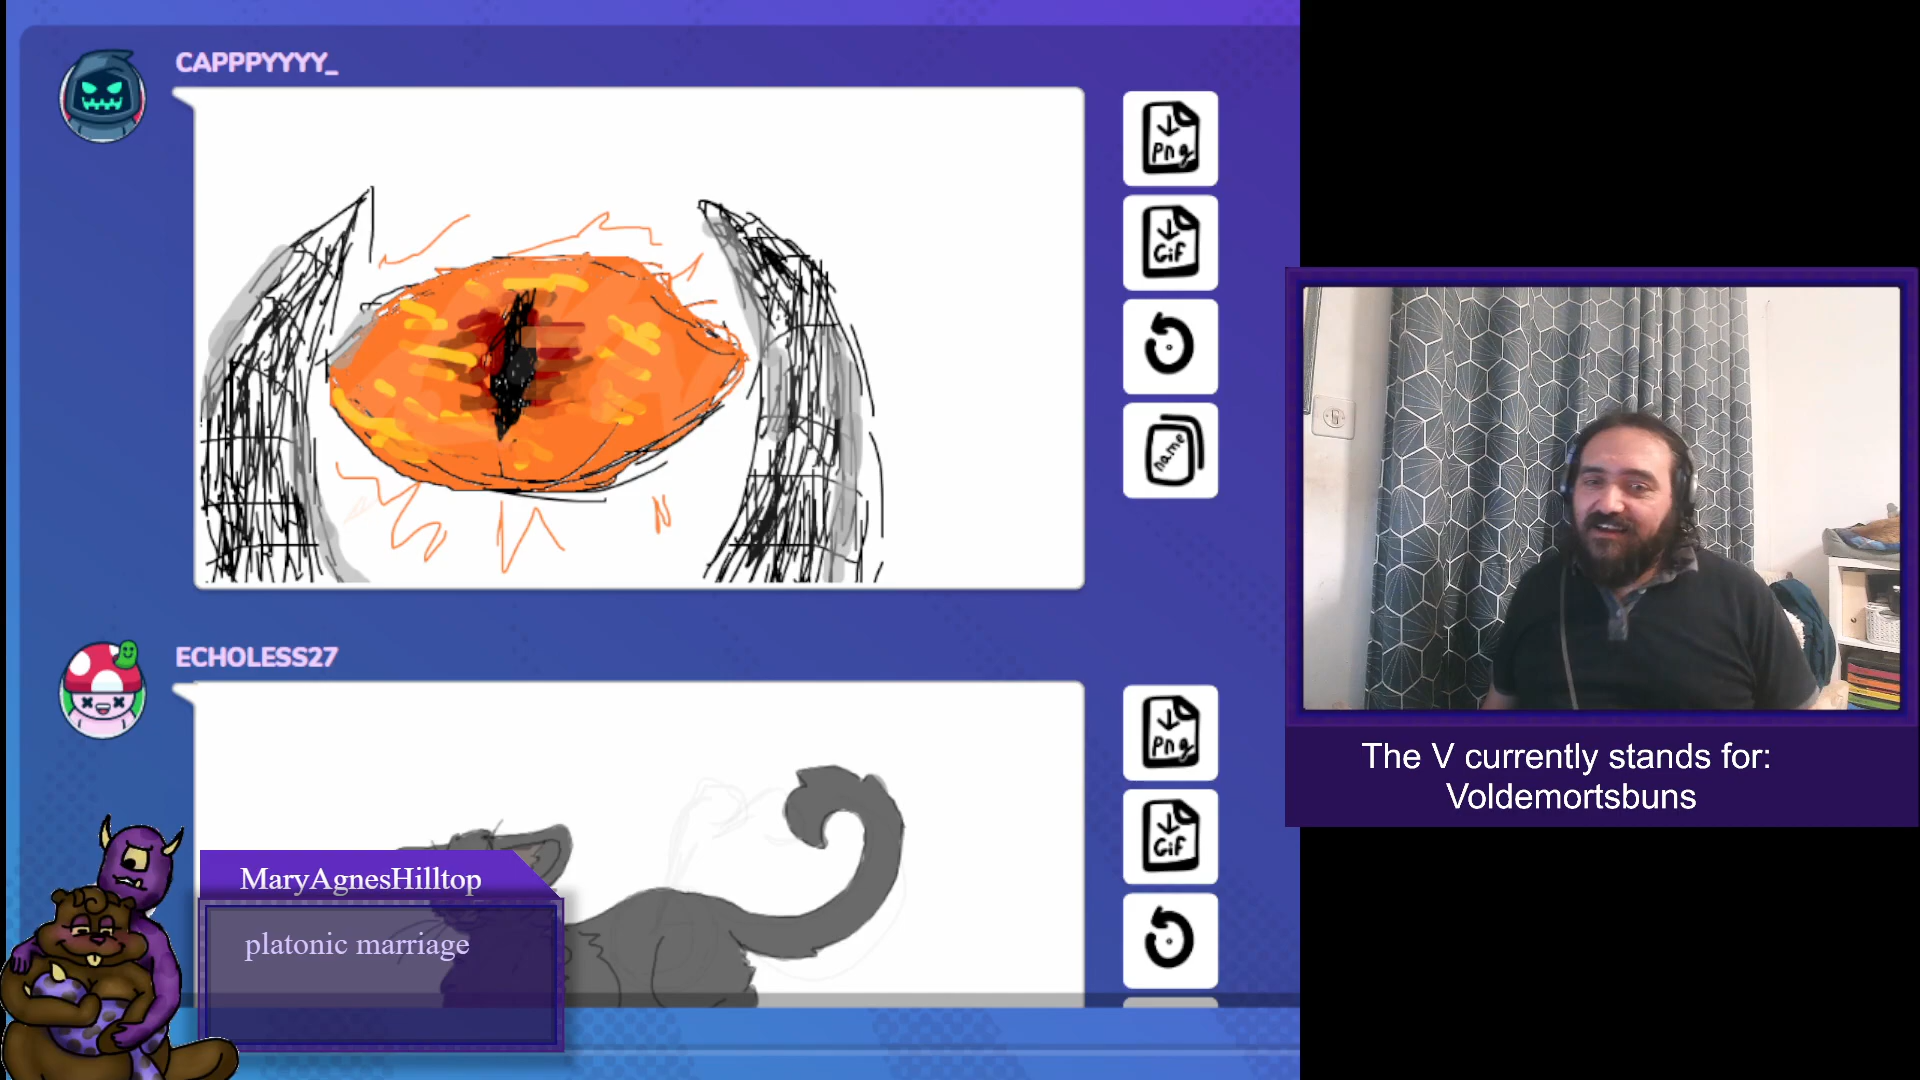 CAPPPYYYY_
Png
Gif
name
ECHOLESS27
Png
Gif
MaryAgnesHilltop
platonic marriage
The V currently stands for:
Voldemortsbuns